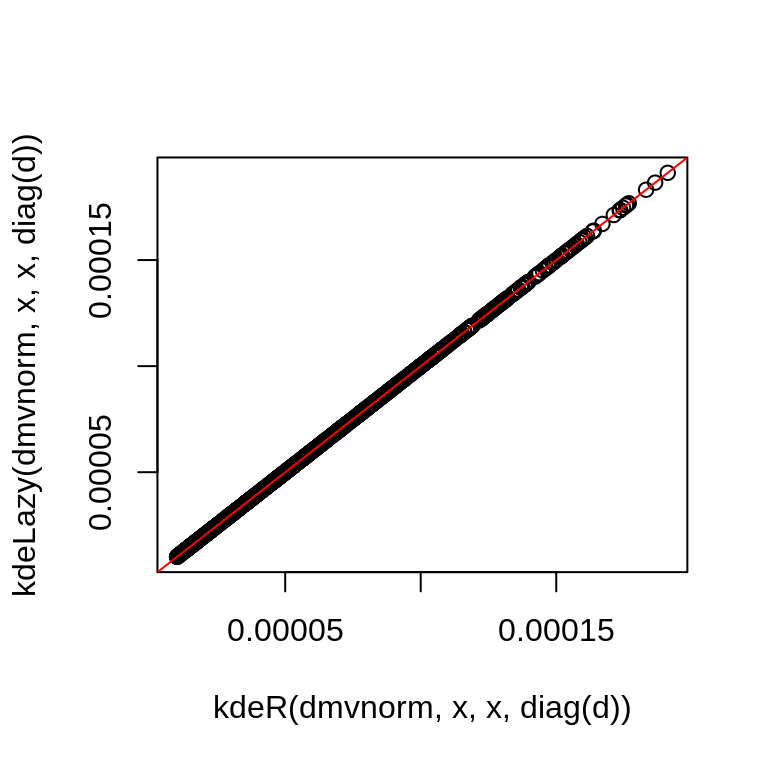 kdeLazy(dmvnorm, x, x, diag(d))
0.00015
0.00005
0.00005
0.00015
kdeR(dmvnorm, x, x, diag(d))